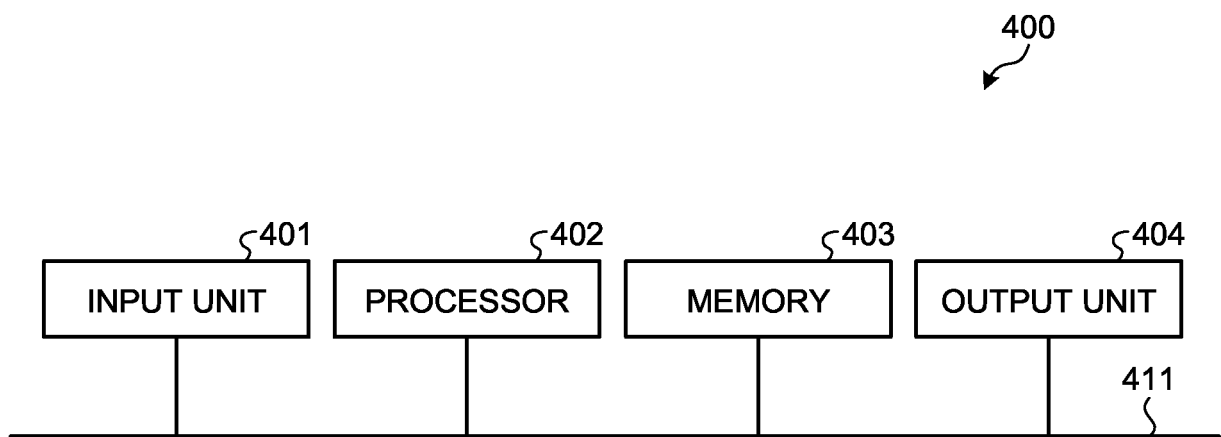 400
401
402
403
404
INPUT UNIT
PROCESSOR
MEMORY
OUTPUT UNIT
411